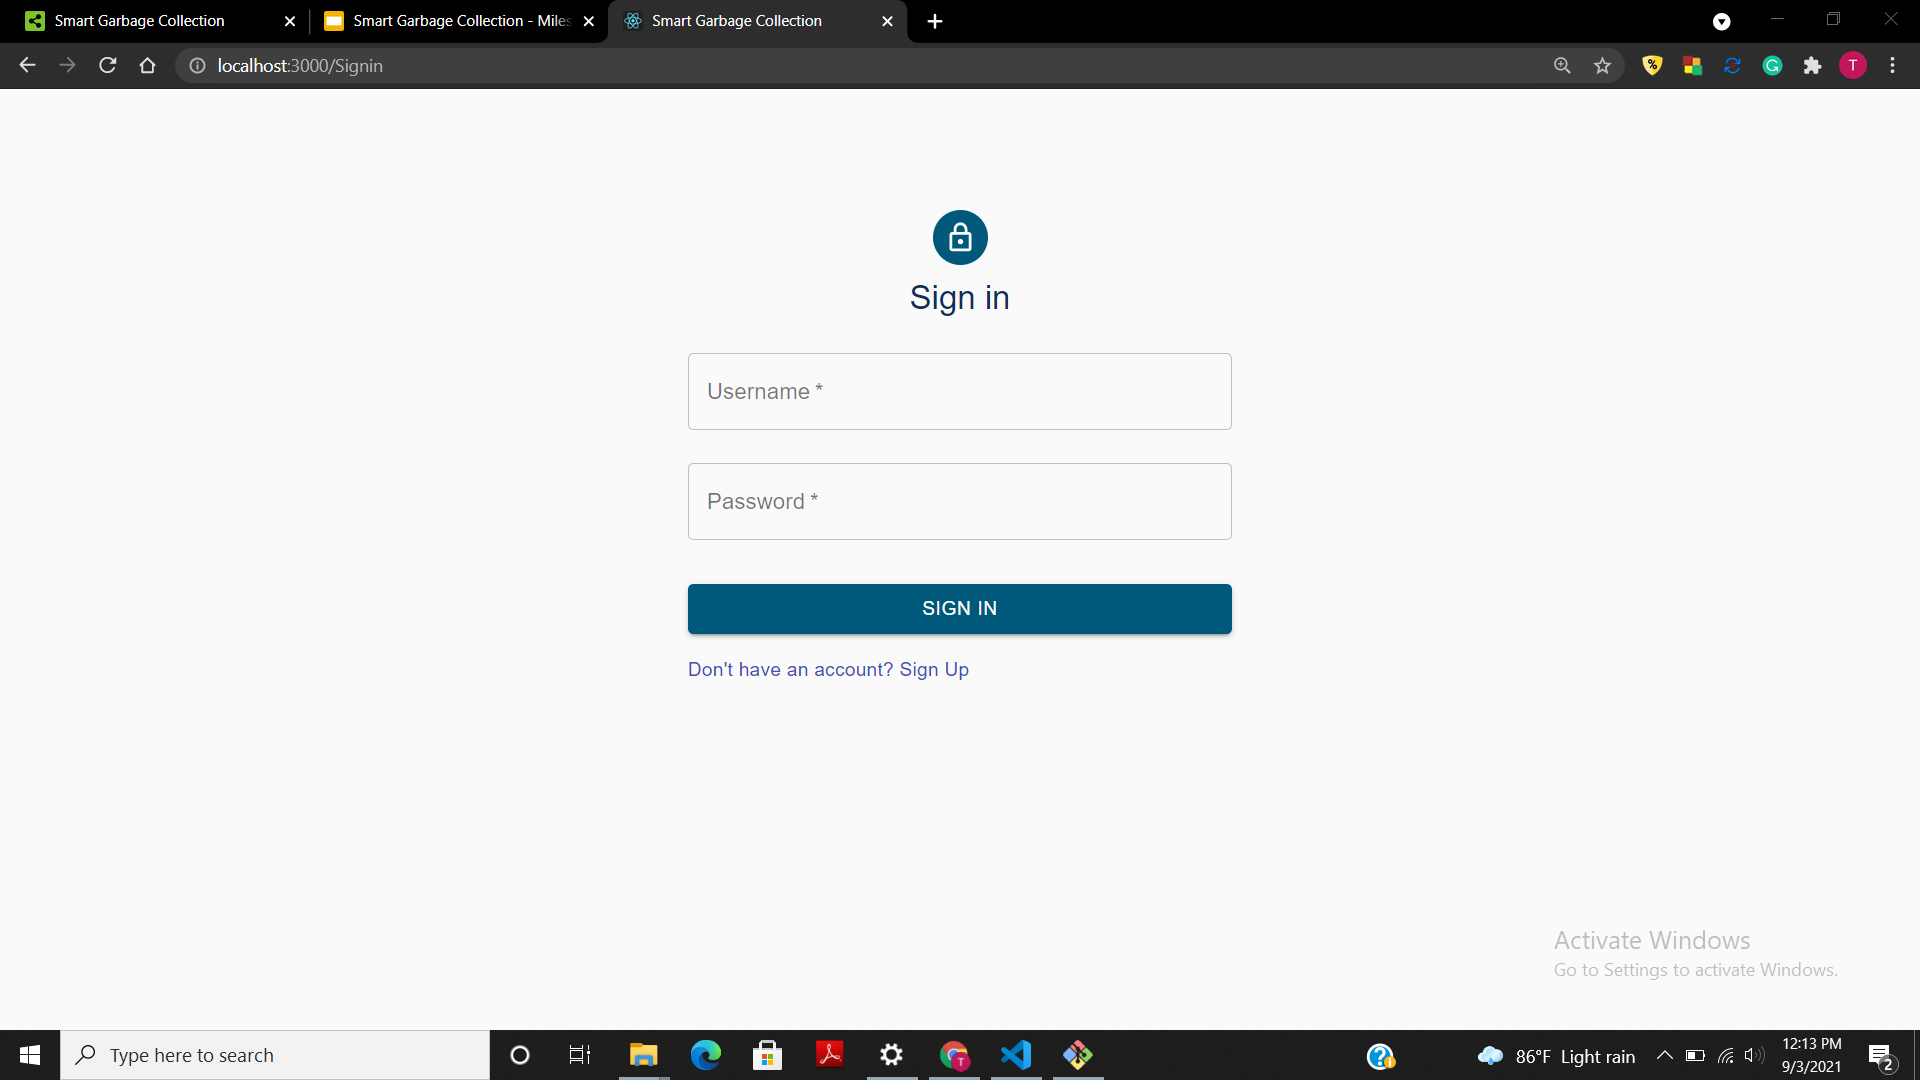 Smart Garbage Collection
Smart Garbage Collection - Miles
Smart Garbage Collection
localhost:3000/Signin
T
Sign in
Username *
Password *
SIGN IN
Don't have an account? Sign Up
Activate Windows
Go to Settings to activate Windows.
Type here to search
T
86°F Light rain
12:13 PM
9/3/2021
2